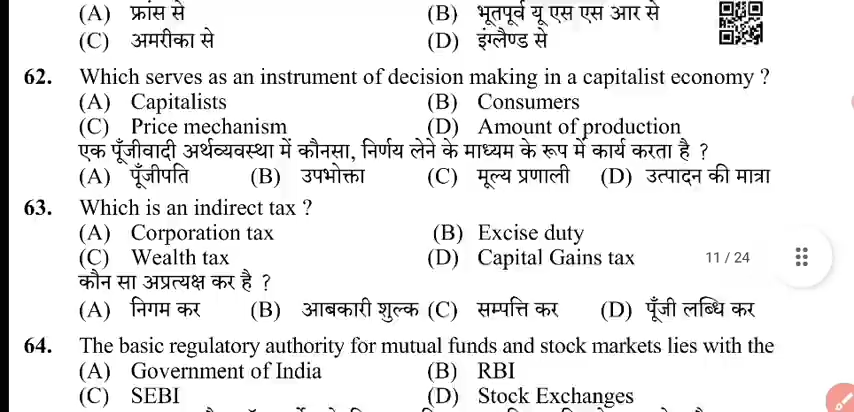 (A) फ्रांस से (B) भूतपूर्व यू एस एस आर से
(C) अमरीका से (D) इंग्लैण्ड से
62. Which serves as an instrument of decision making in a capitalist economy ?
(A) Capitalists (B) Consumers
(C) Price mechanism (D) Amount of production
एक पूँजीवादी अर्थव्यवस्था में कौनसा, निर्णय लेने के माध्यम के रूप में कार्य करता है ?
(A) पूँजीपति (B) उपभोक्ता (C) मूल्य प्रणाली (D) उत्पादन की मात्रा
63. Which is an indirect tax ?
(A) Corporation tax (B) Excise duty
(C) Wealth tax (D) Capital Gains tax
11 / 24
कौन सा अप्रत्यक्ष कर है ?
(A) निगम कर (B) आबकारी शुल्क (C) सम्पत्ति कर (D) पूँजी लब्धि कर
64. The basic regulatory authority for mutual funds and stock markets lies with the
(A) Government of India (B) RBI
(C) SEBI (D) Stock Exchanges